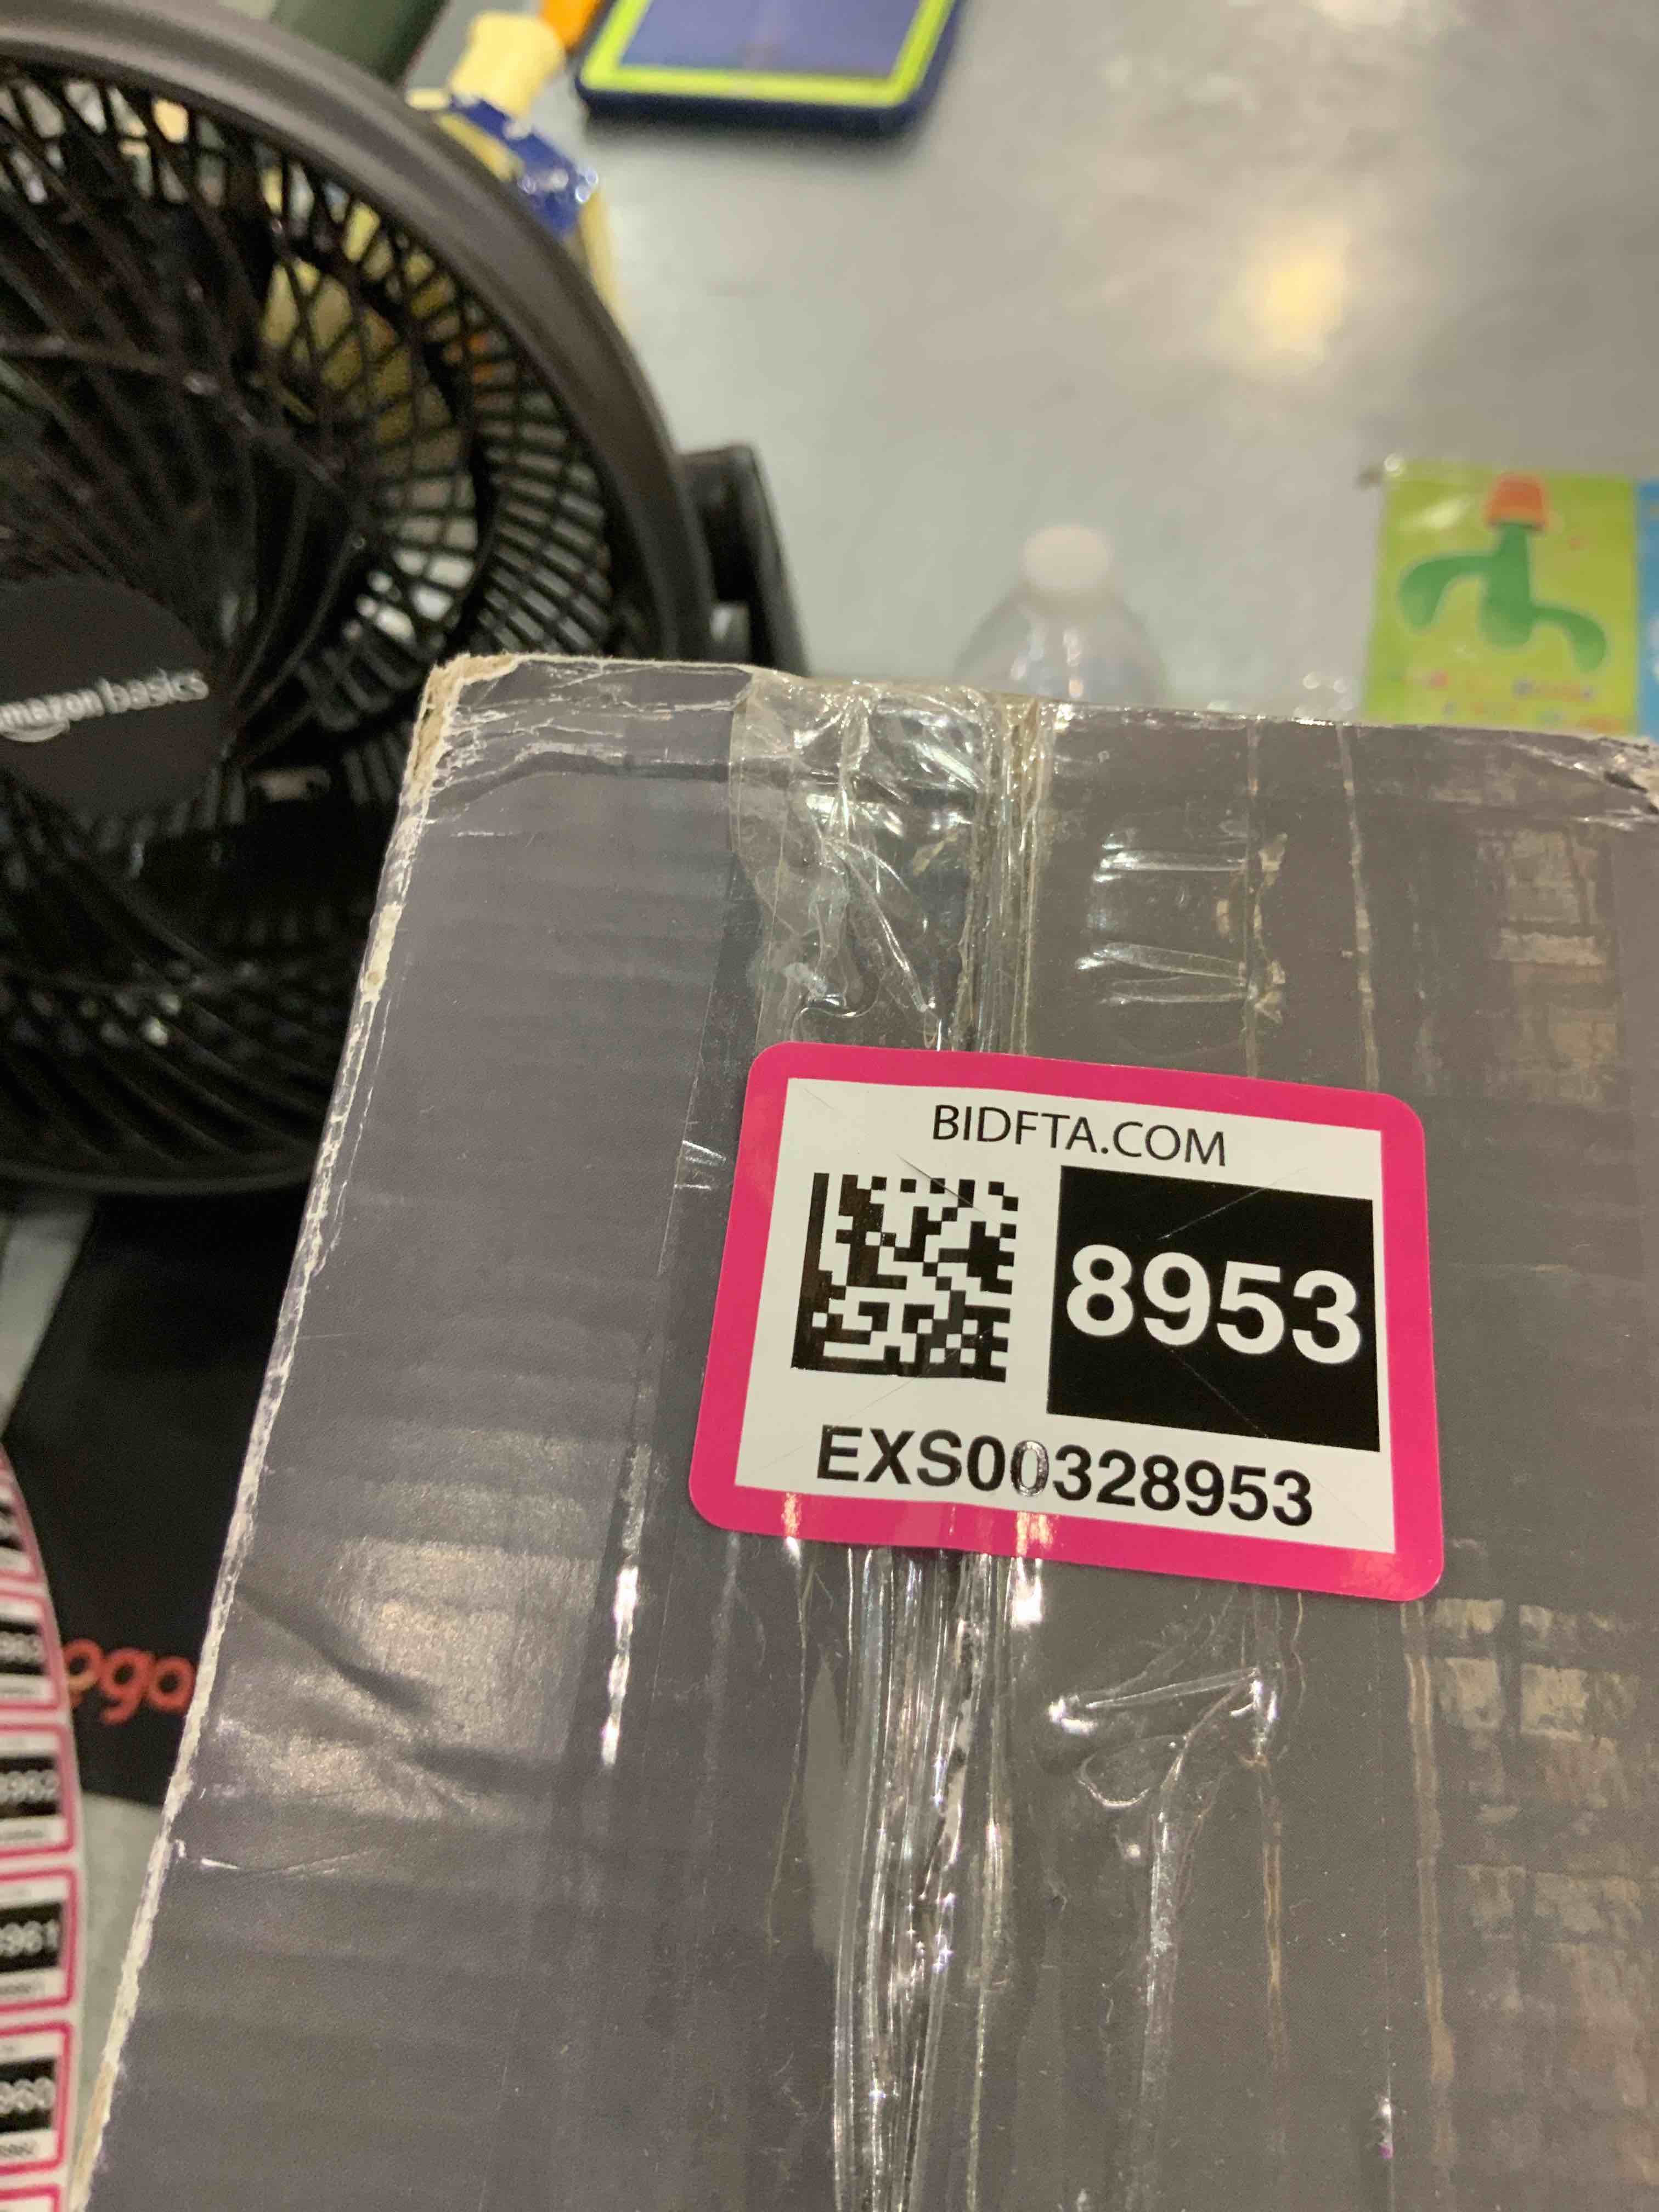 amazon basics
BIDFTA.COM
8953
EXS00328953